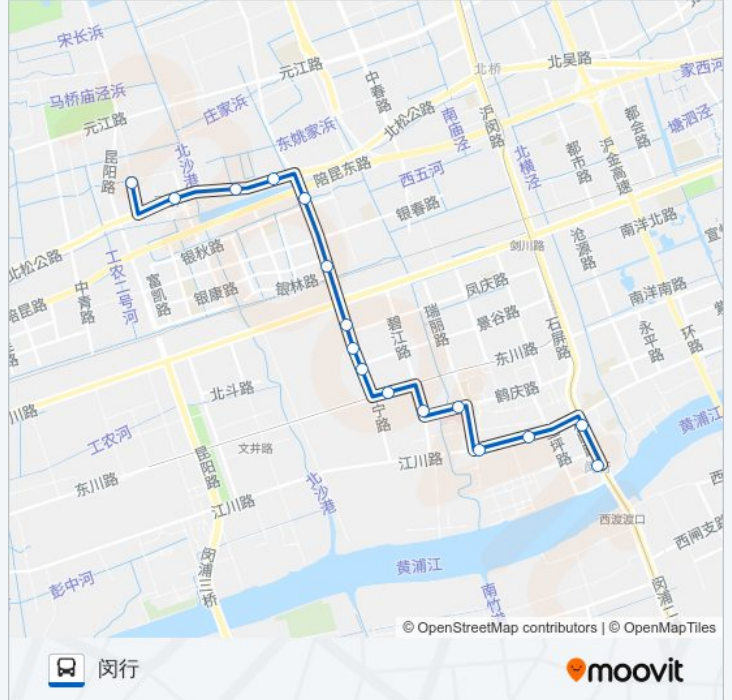 宋长浜
元江路
北桥
北吴路
家西河
中春路
马桥庙泾浜
庄家浜
北松公路
南庙泾
沪闵路
都会路
塘泗泾
元江路
东姚家浜
昆阳路
北沙港
陪昆东路
西五河
北横泾
都市路
沪金高速
银春路
南洋北路
剑川路
沧源路
北松公路
工农二号河
银秋路
中青路
富凯路
银康路
银林路
凤庆路
南洋南路
碧江路
瑞丽路
景谷路
石屏路
永平路
环路
东川路
川路
北斗路
宁路
鹤庆路
黄浦江
工农河
昆阳路
文井路
坪路
东川路
江川路
北沙港
江川路
西渡渡口
西闸支路
闵浦三桥
黄浦江
彭中河
南竹港
闵浦二
© OpenStreetMap contributors | © OpenMapTiles
闵行
moovit